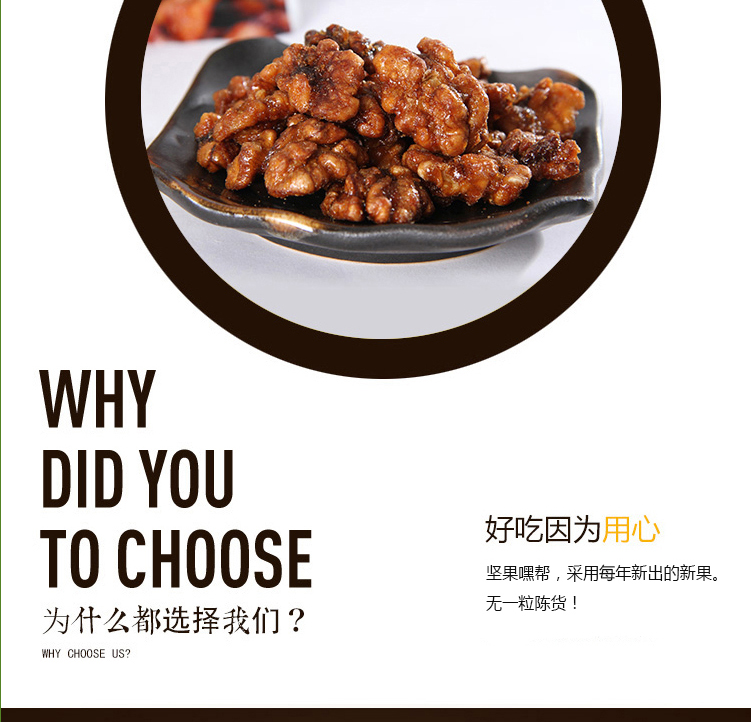 WHY
DID YOU
TO CHOOSE
为什么都选择我们？
WHY CHOOSE US?
好吃因为用心
坚果嘿帮，采用每年新出的新果。
无一粒陈货！